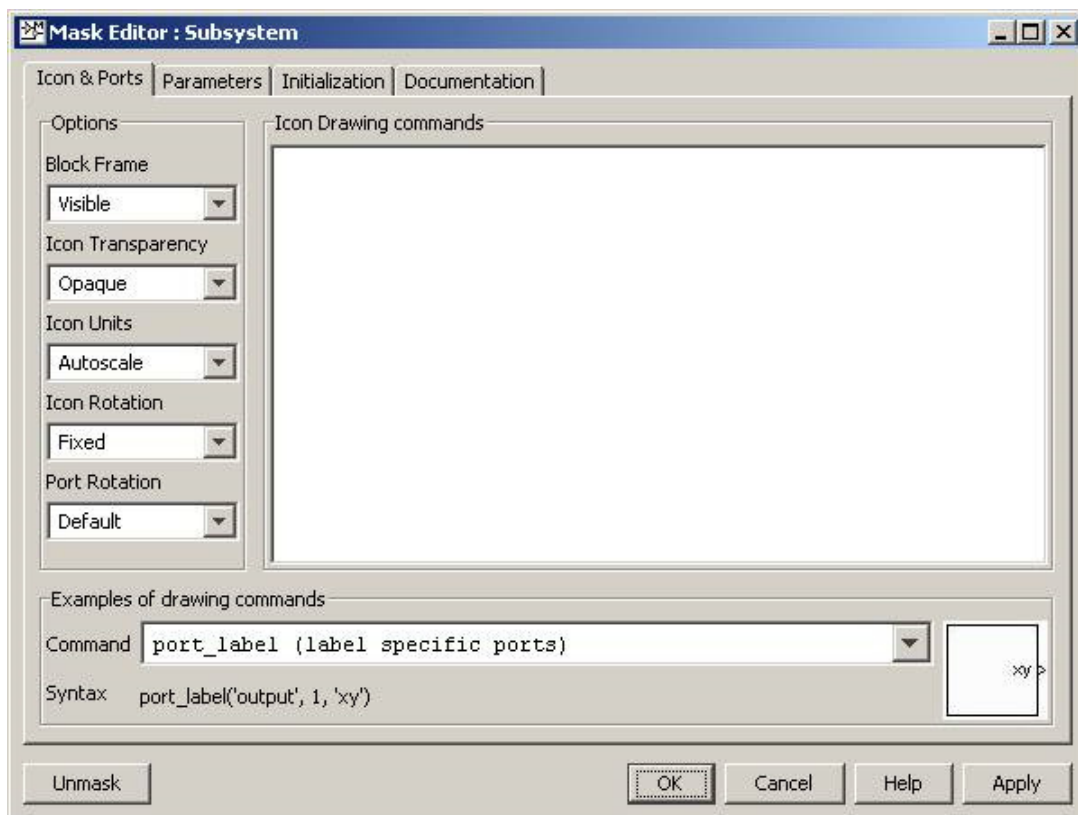 Mask Editor : Subsystem
Icon & Ports Parameters Initialization Documentation
Options
Block Frame
Visible
Icon Transparency
Opaque
Icon Units
Autoscale
Icon Rotation
Fixed
Port Rotation
Default
Icon Drawing commands
Examples of drawing commands
Command port_label (label specific ports)
Syntax port_label('output', 1, 'xy')
xy
Unmask OK Cancel Help Apply